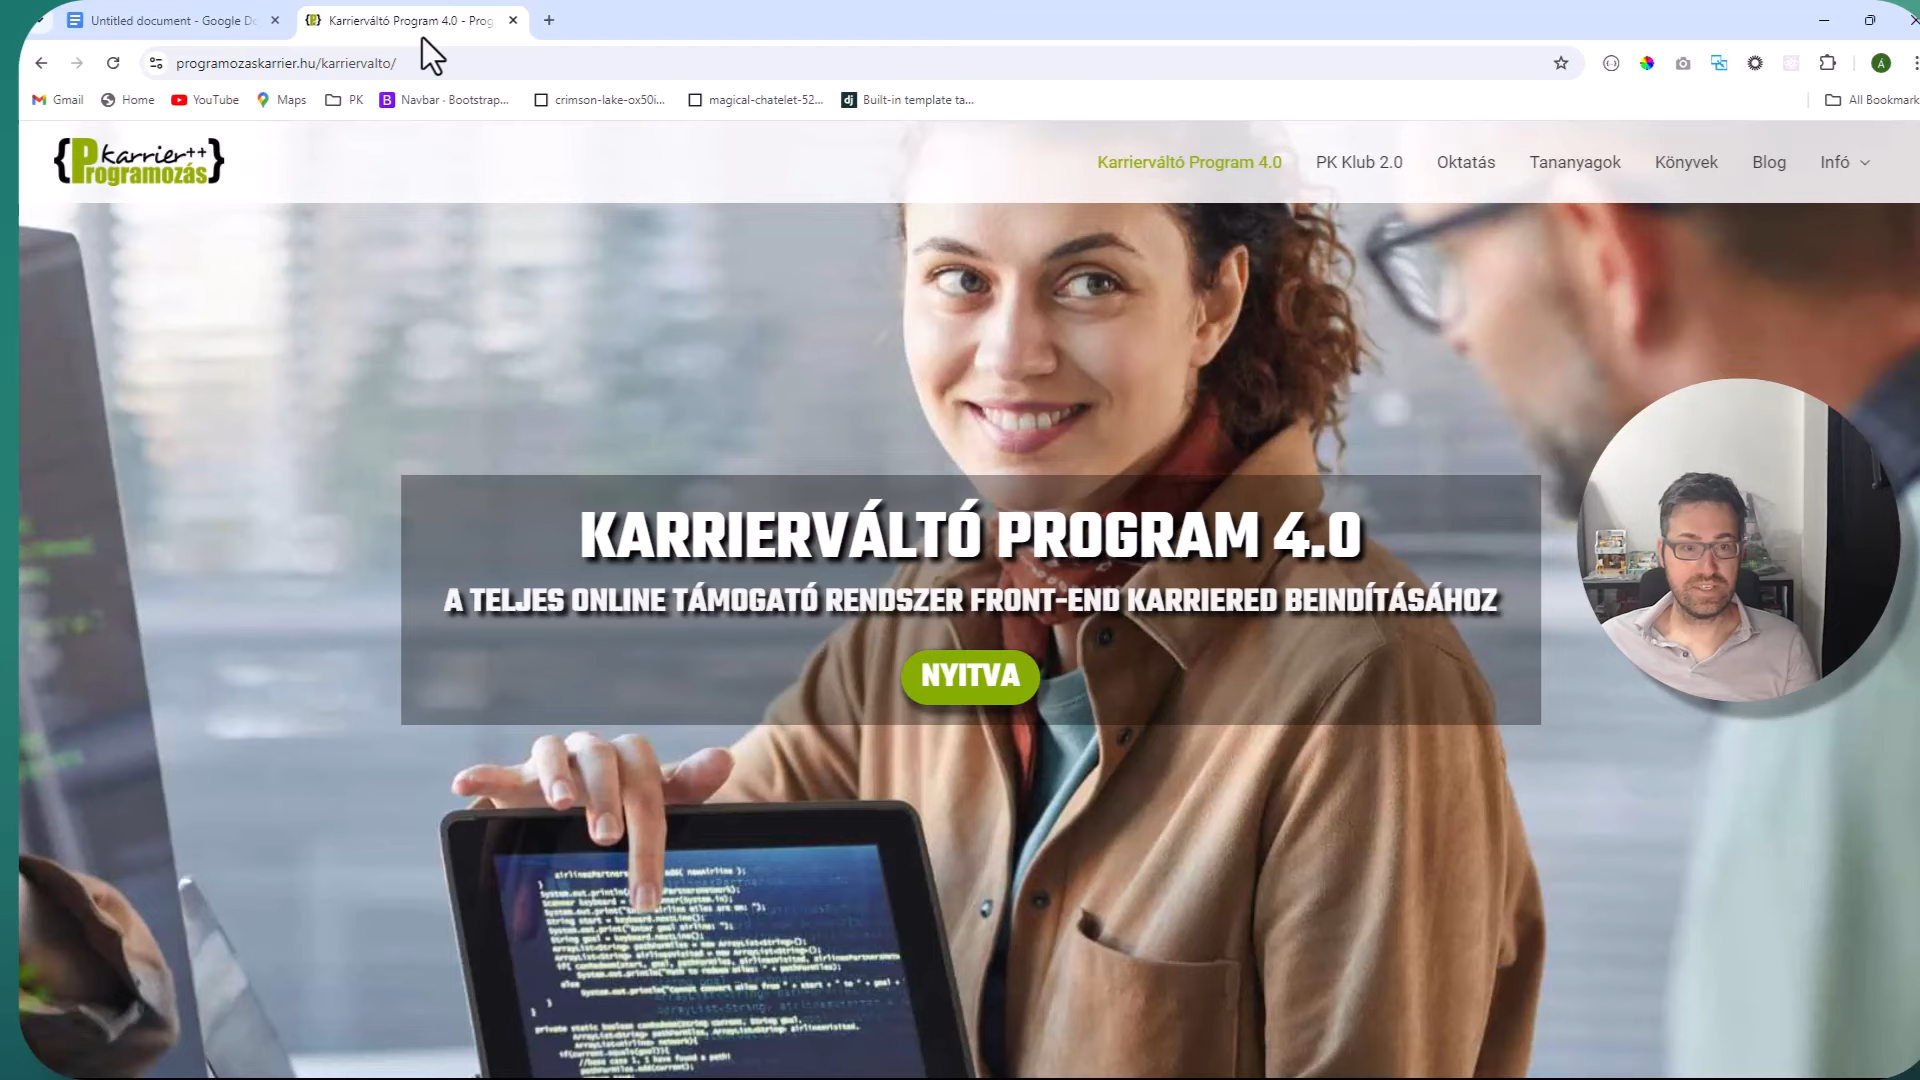 Untitled document - Google Do
Karrierváltó Program 4.0 - Prog
programozaskarrier.hu/karriervalto/
Gmail
Home
YouTube
Maps
PK
Navbar · Bootstrap...
crimson-lake-ox50i...
magical-chatelet-52...
dj
Built-in template ta...
All Bookmark
{Karrier++
Programozás}
Karrierváltó Program 4.0
PK Klub 2.0
Oktatás
Tananyagok
Könyvek
Blog
Infó
KARRIERVÁLTÓ PROGRAM 4.0
A TELJES ONLINE TÁMOGATÓ RENDSZER FRONT-END KARRIERED BEINDÍTÁSÁHOZ
NYITVA